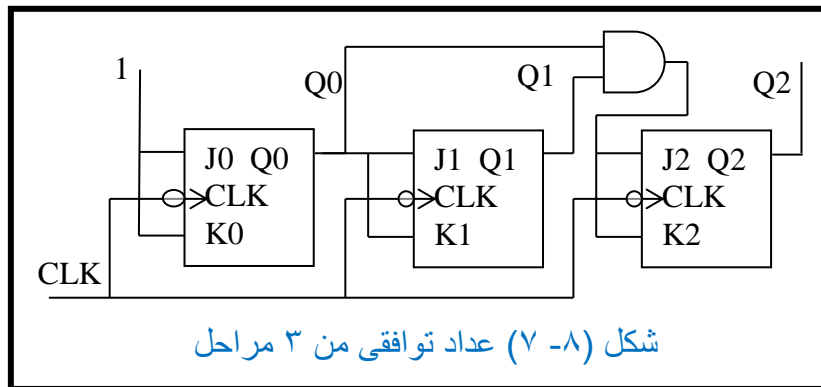 1 Q0 Q1 Q2
J0 Q0 J1 Q1 J2 Q2
CLK CLK CLK
K0 K1 K2
CLK
شكل (٨- ٧) عداد توافقى من ٣ مراحل